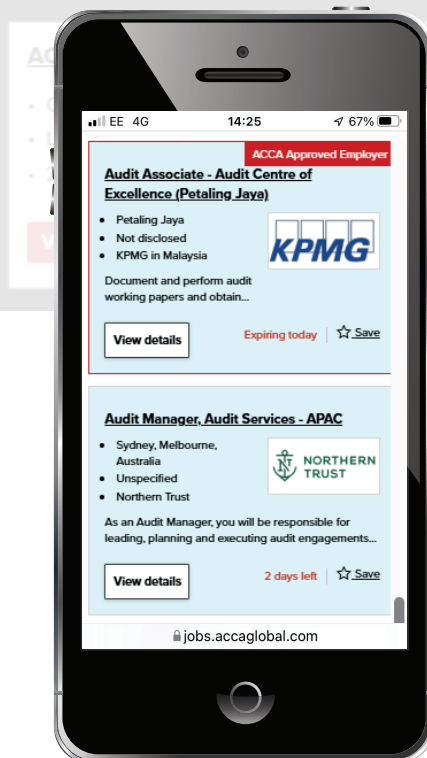 EE 4G 14:25 67%
ACCA Approved Employer
Audit Associate - Audit Centre of
Excellence (Petaling Jaya)
• Petaling Jaya
• Not disclosed
• KPMG in Malaysia
KPMG
Document and perform audit
working papers and obtain...
View details
Expiring today
Save
Audit Manager, Audit Services - APAC
• Sydney, Melbourne,
Australia
• Unspecified
• Northern Trust
NORTHERN
TRUST
As an Audit Manager, you will be responsible for
leading, planning and executing audit engagements...
View details
2 days left
Save
jobs.accaglobal.com